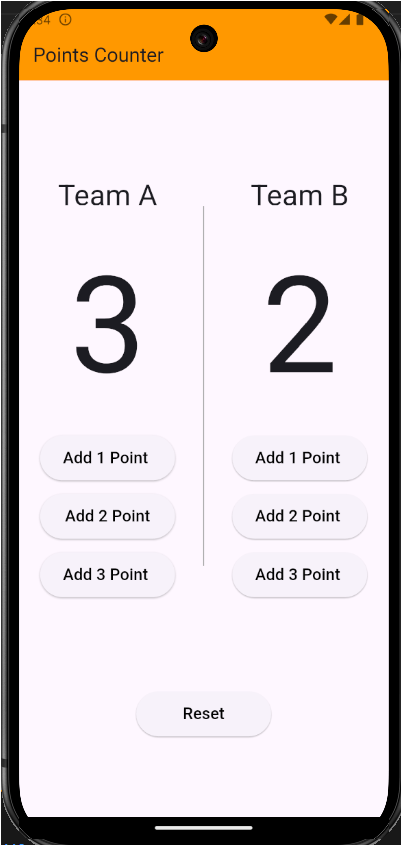 Points Counter
Team A
Team B
3
2
Add 1 Point
Add 1 Point
Add 2 Point
Add 2 Point
Add 3 Point
Add 3 Point
Reset